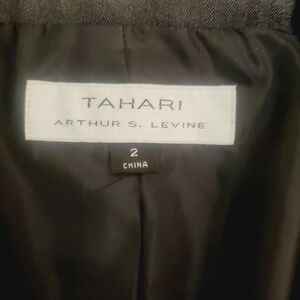 TAHARI
ARTHUR S. LEVINE
2
CHINA